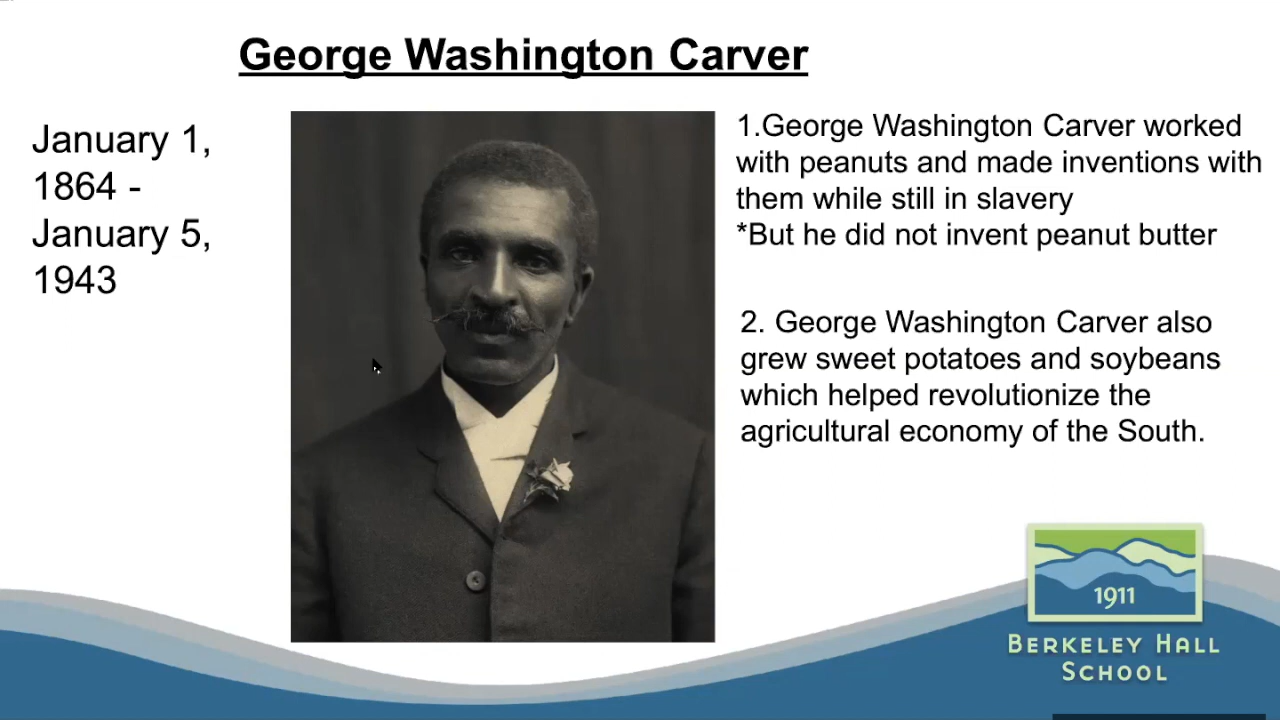 George Washington Carver
January 1,
1864 -
January 5,
1943
1.George Washington Carver worked
with peanuts and made inventions with
them while still in slavery
*But he did not invent peanut butter
2. George Washington Carver also
grew sweet potatoes and soybeans
which helped revolutionize the
agricultural economy of the South.
1911
BERKELEY HALL
SCHOOL